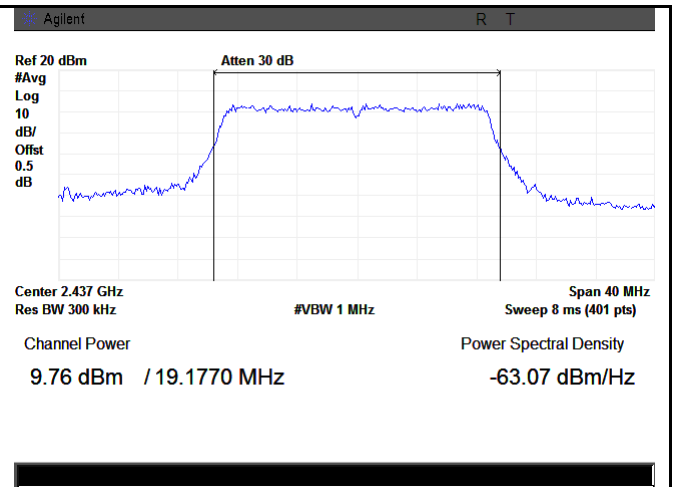 Agilent R T
Ref 20 dBm Atten 30 dB
#Avg
Log
10
dB/
Offst
0.5
dB
Center 2.437 GHz Span 40 MHz
Res BW 300 kHz #VBW 1 MHz Sweep 8 ms (401 pts)
Channel Power Power Spectral Density
9.76 dBm / 19.1770 MHz -63.07 dBm/Hz